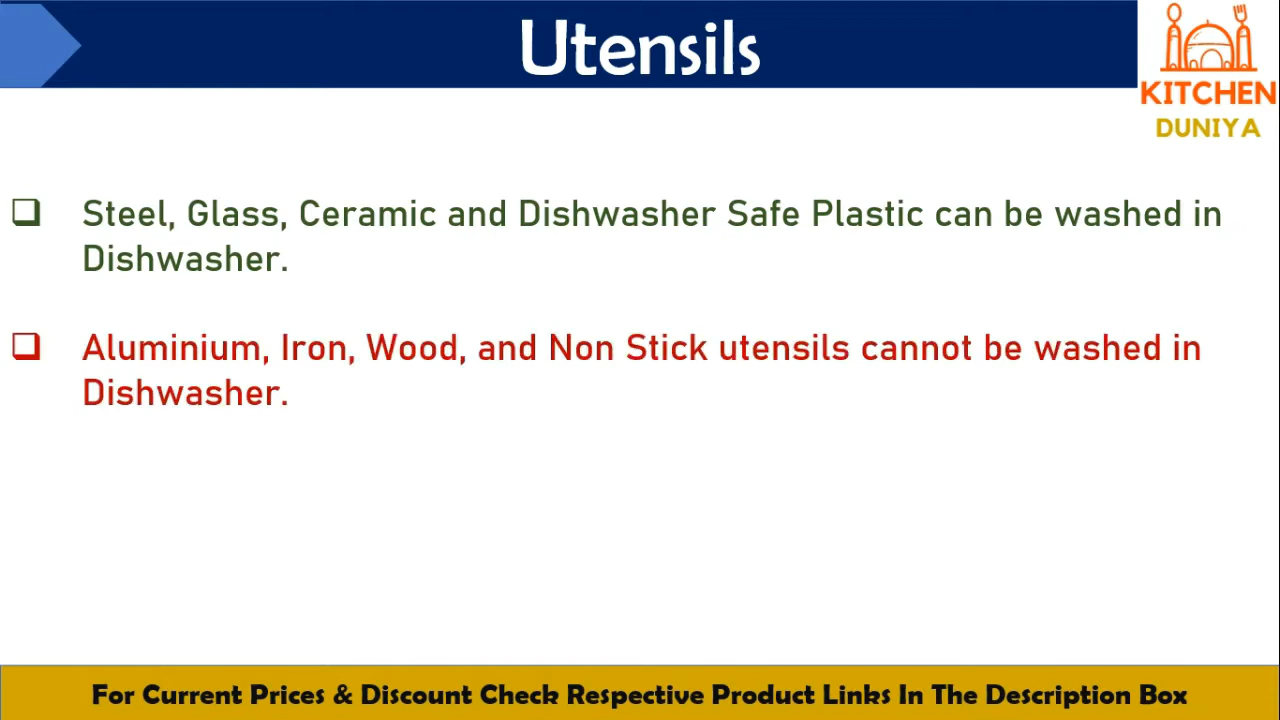 Utensils
KITCHEN
DUNIYA
Steel, Glass, Ceramic and Dishwasher Safe Plastic can be washed in
Dishwasher.
Aluminium, Iron, Wood, and Non Stick utensils cannot be washed in
Dishwasher.
For Current Prices & Discount Check Respective Product Links In The Description Box